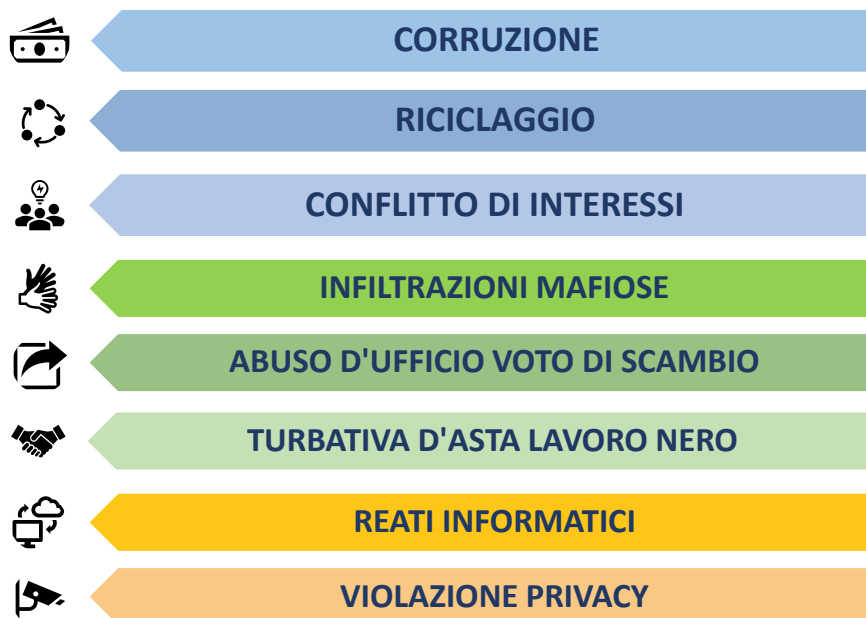 CORRUZIONE
RICICLAGGIO
CONFLITTO DI INTERESSI
INFILTRAZIONI MAFIOSE
ABUSO D'UFFICIO VOTO DI SCAMBIO
TURBATIVA D'ASTA LAVORO NERO
REATI INFORMATICI
VIOLAZIONE PRIVACY